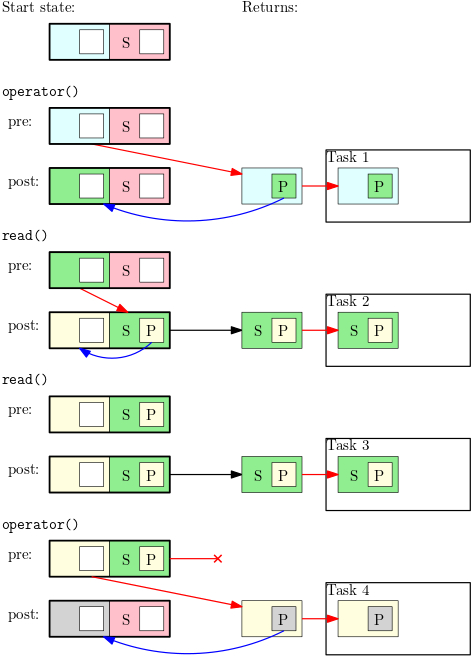 Start state: Returns:
S
operator()
pre: S
Task 1
post: S P P
read()
pre: S
Task 2
post: S P S P S P
read()
pre: S P
Task 3
post: S P S P S P
operator()
pre: S P
Task 4
post: S P P